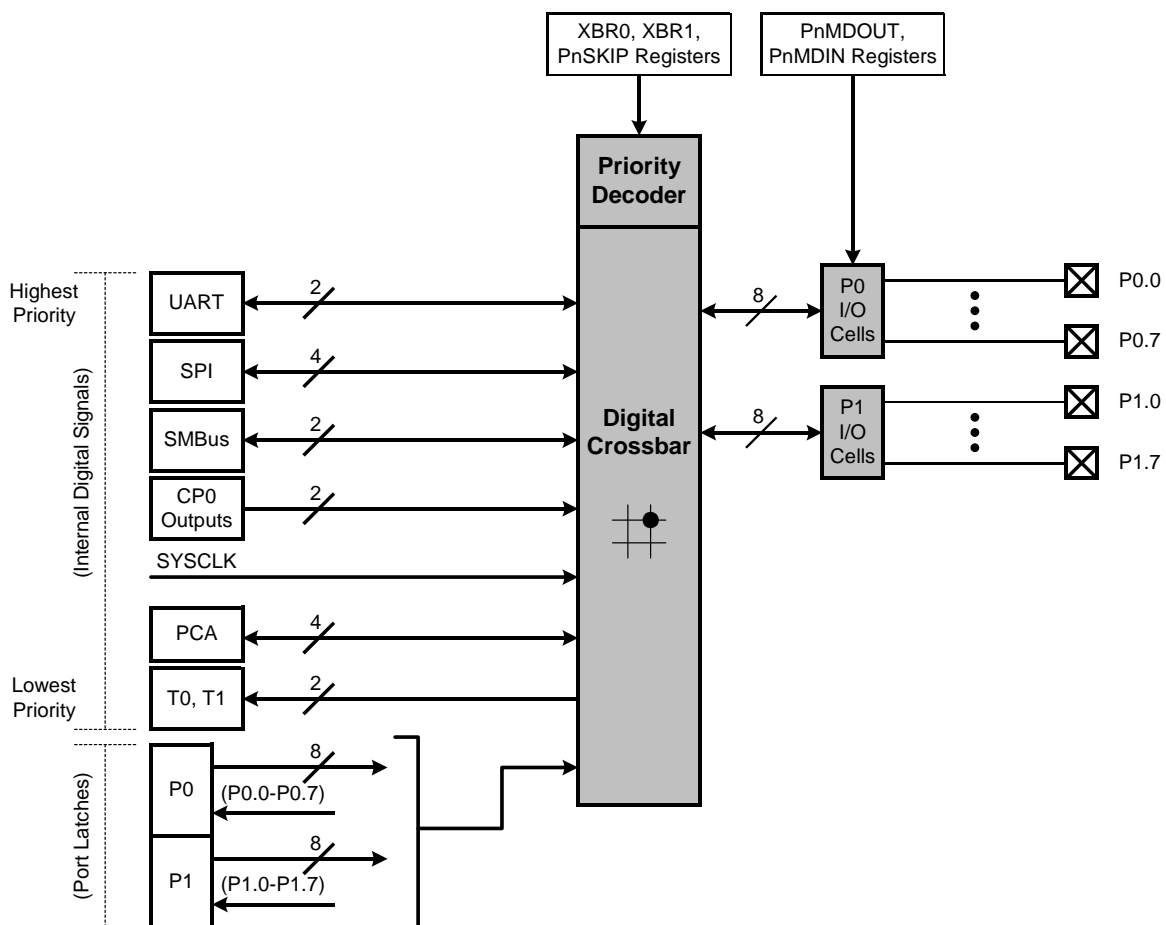 XBR0, XBR1,
PnSKIP Registers
PnMDOUT,
PnMDIN Registers
Priority
Decoder
Highest
Priority
UART
2
8
P0
I/O
Cells
P0.0
P0.7
SPI
4
(Internal Digital Signals)
SMBus
2
Digital
Crossbar
8
P1
I/O
Cells
P1.0
P1.7
CP0
Outputs
2
SYSCLK
PCA
4
Lowest
Priority
T0, T1
2
(Port Latches)
P0
8
(P0.0-P0.7)
P1
8
(P1.0-P1.7)